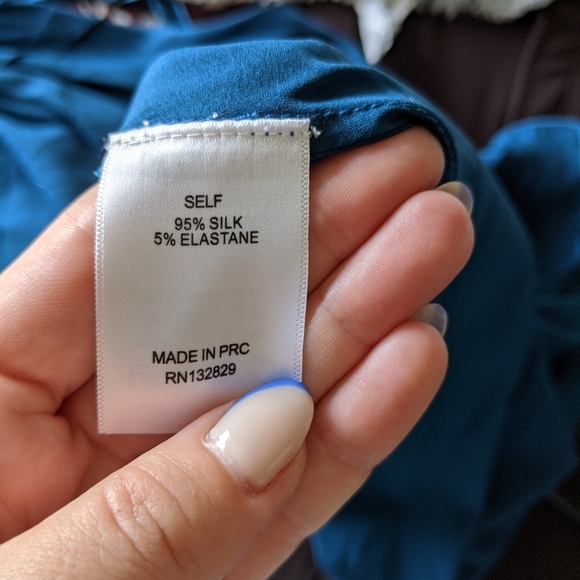 SELF
95% SILK
5% ELASTANE
MADE IN PRC
RN132829